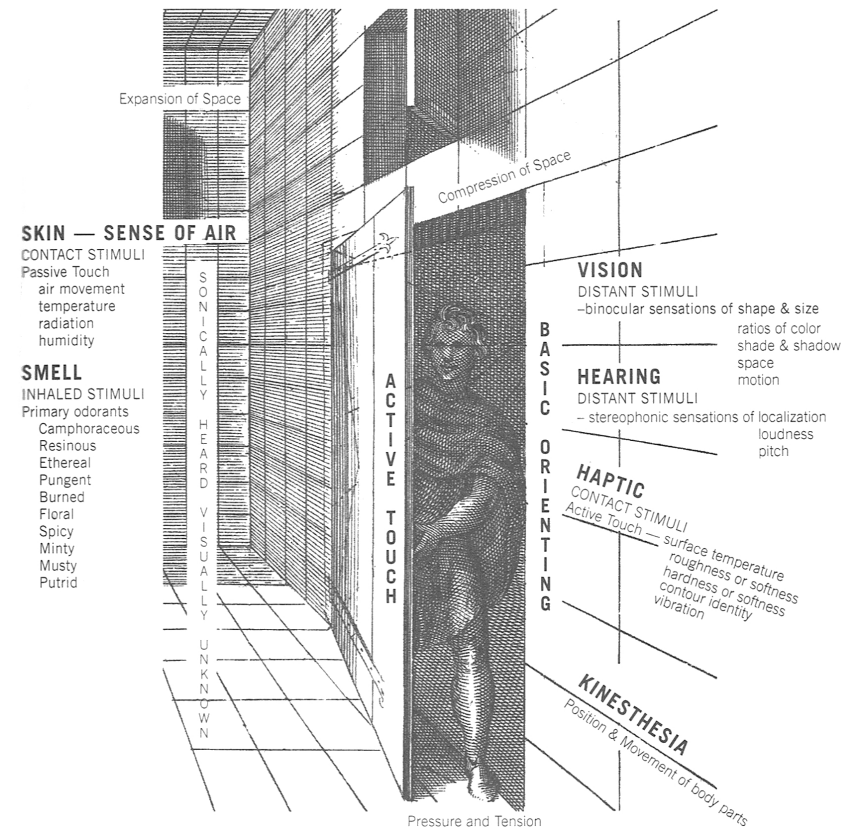 Expansion of Space
Compression of Space
SKIN — SENSE OF AIR
CONTACT STIMULI
Passive Touch
air movement
temperature
radiation
humidity
SMELL
INHALED STIMULI
Primary odorants
Camphoraceous
Resinous
Ethereal
Pungent
Burned
Floral
Spicy
Minty
Musty
Putrid
SONICALLY HEARD VISUALLY UNKNOWN
ACTIVE TOUCH
BASIC ORIENTING
VISION
DISTANT STIMULI
–binocular sensations of shape & size
ratios of color
shade & shadow
space
motion
HEARING
DISTANT STIMULI
– stereophonic sensations of localization
loudness
pitch
HAPTIC
CONTACT STIMULI
Active Touch — surface temperature
roughness or softness
hardness or softness
contour identity
vibration
KINESTHESIA
Position & Movement of body parts
Pressure and Tension